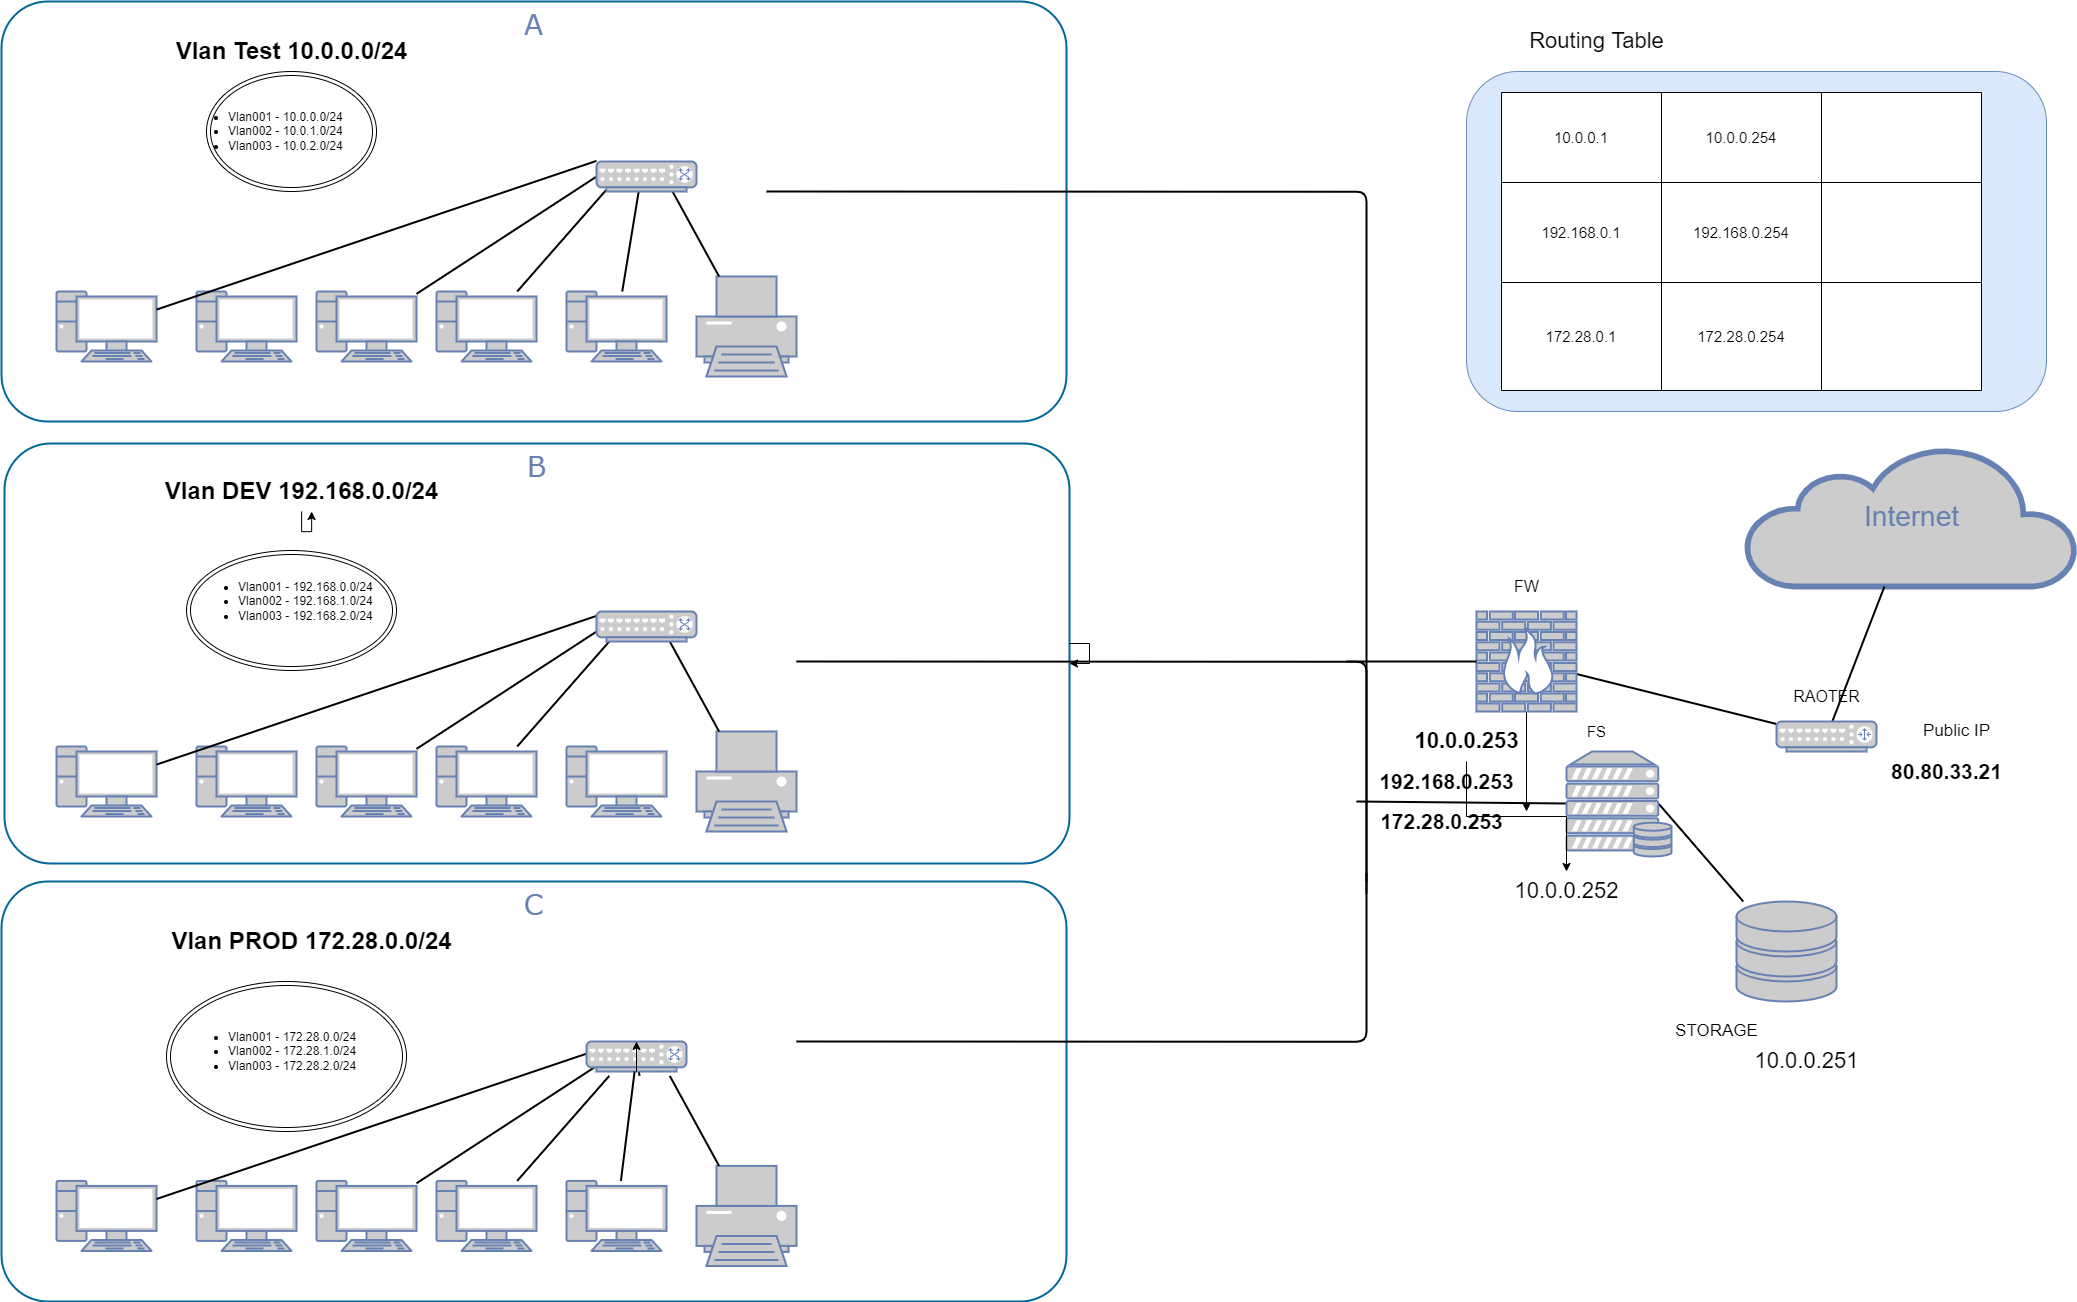 A
Vlan Test 10.0.0.0/24
Vlan001 - 10.0.0.0/24
Vlan002 - 10.0.1.0/24
Vlan003 - 10.0.2.0/24
Routing Table
10.0.0.1 10.0.0.254
192.168.0.1 192.168.0.254
172.28.0.1 172.28.0.254
B
Vlan DEV 192.168.0.0/24
Vlan001 - 192.168.0.0/24
Vlan002 - 192.168.1.0/24
Vlan003 - 192.168.2.0/24
Internet
FW
RAOTER
Public IP
80.80.33.21
FS
10.0.0.253
192.168.0.253
172.28.0.253
10.0.0.252
STORAGE
10.0.0.251
C
Vlan PROD 172.28.0.0/24
Vlan001 - 172.28.0.0/24
Vlan002 - 172.28.1.0/24
Vlan003 - 172.28.2.0/24